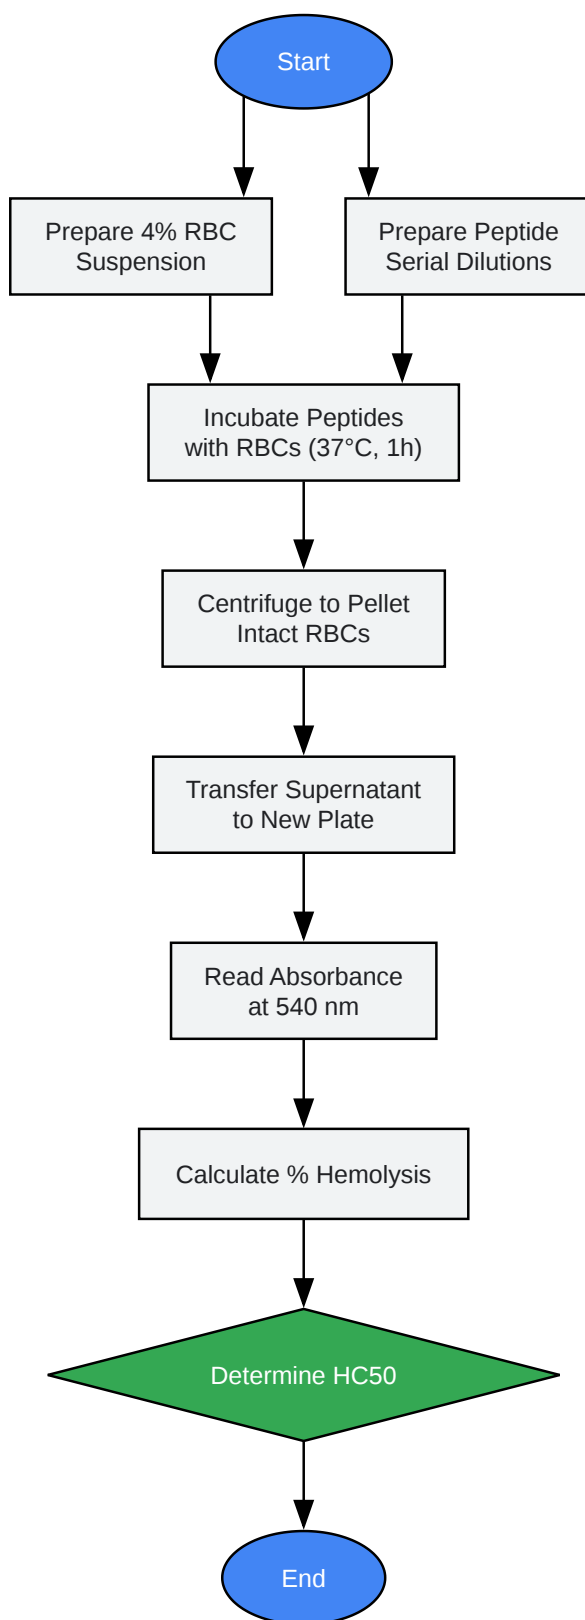 Start
Prepare 4% RBC
Suspension
Prepare Peptide
Serial Dilutions
Incubate Peptides
with RBCs (37°C, 1h)
Centrifuge to Pellet
Intact RBCs
Transfer Supernatant
to New Plate
Read Absorbance
at 540 nm
Calculate % Hemolysis
Determine HC50
End